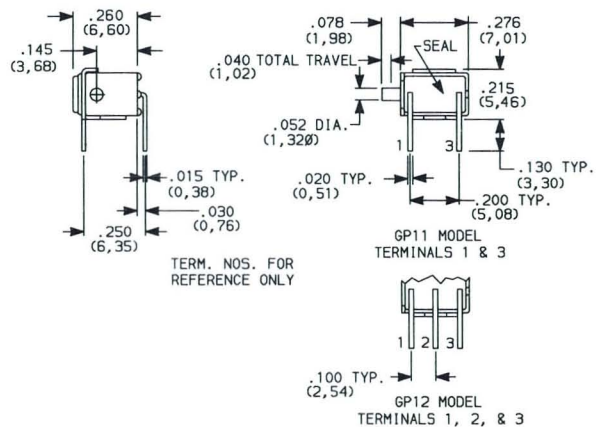 .260
(6,60)
.145
(3,68)
.015 TYP.
(0,38)
.030
(0,76)
.250
(6,35)
TERM. NOS. FOR
REFERENCE ONLY
.078
(1,98)
.276
(7,01)
.040 TOTAL TRAVEL
(1,02)
SEAL
.215
(5,46)
.052 DIA.
(1,32Ø)
1
3
.130 TYP.
(3,30)
.020 TYP.
(0,51)
.200 TYP.
(5,08)
GP11 MODEL
TERMINALS 1 & 3
1 2 3
.100 TYP.
(2,54)
GP12 MODEL
TERMINALS 1, 2, & 3